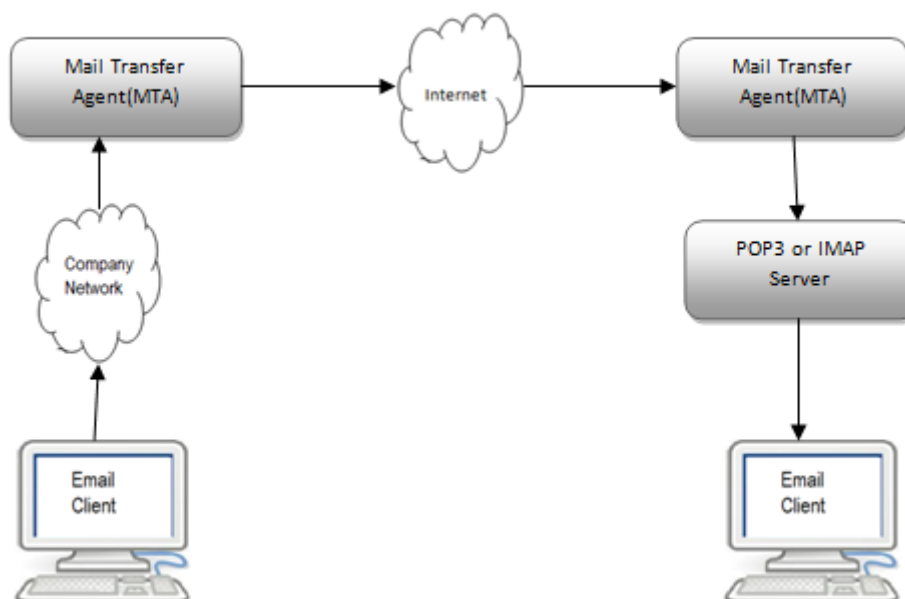 Mail Transfer
Agent(MTA)
Internet
Mail Transfer
Agent(MTA)
Company
Network
POP3 or IMAP
Server
Email
Client
Email
Client